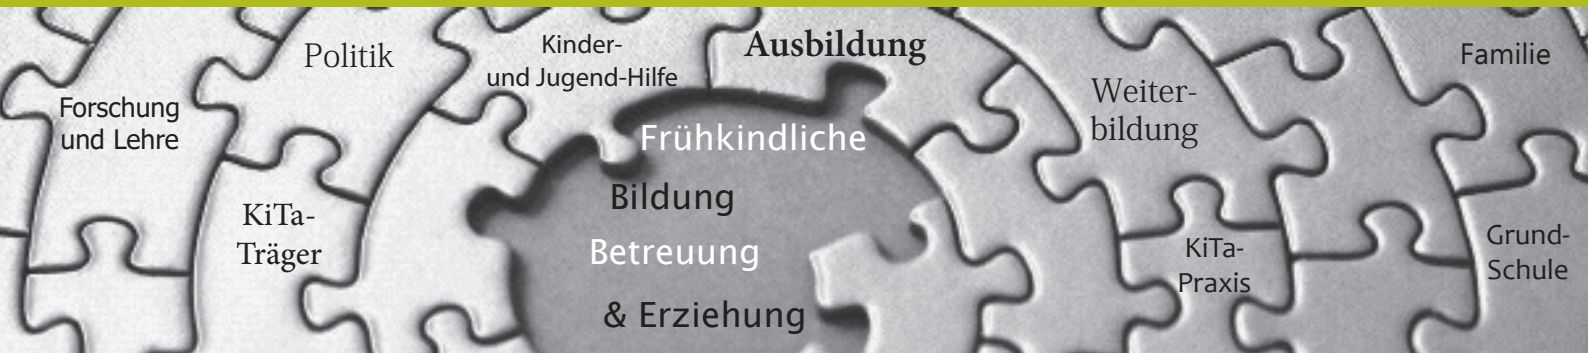 Forschung
und Lehre
Politik
KiTa-
Träger
Kinder-
und Jugend-Hilfe
Ausbildung
Frühkindliche
Bildung
Betreuung
& Erziehung
Weiter-
bildung
KiTa-
Praxis
Familie
Grund-
Schule